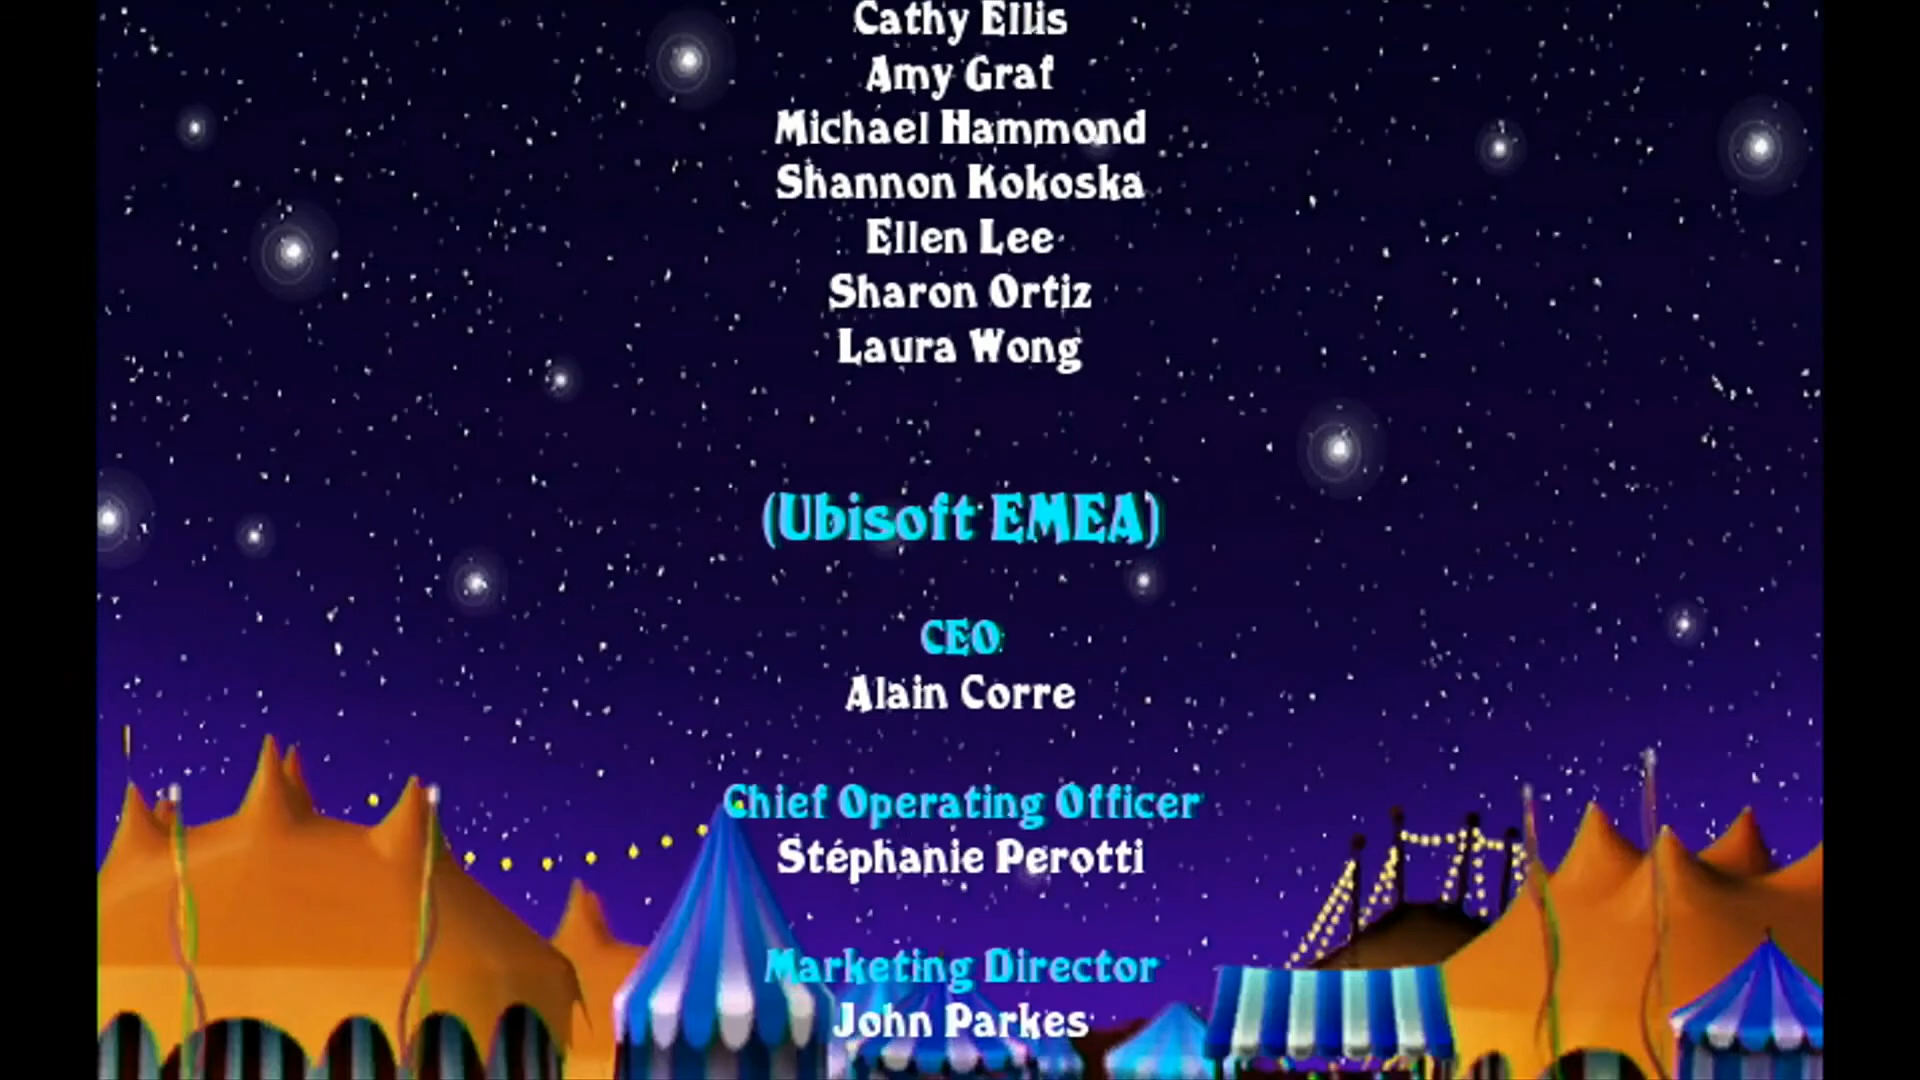 Cathy Ellis
Amy Graf
Michael Hammond
Shannon Kokoska
Ellen Lee
Sharon Ortiz
Laura Wong
(Ubisoft EMEA)
CEO
Alain Corre
Chief Operating Officer
Stéphanie Perotti
Marketing Director
John Parkes